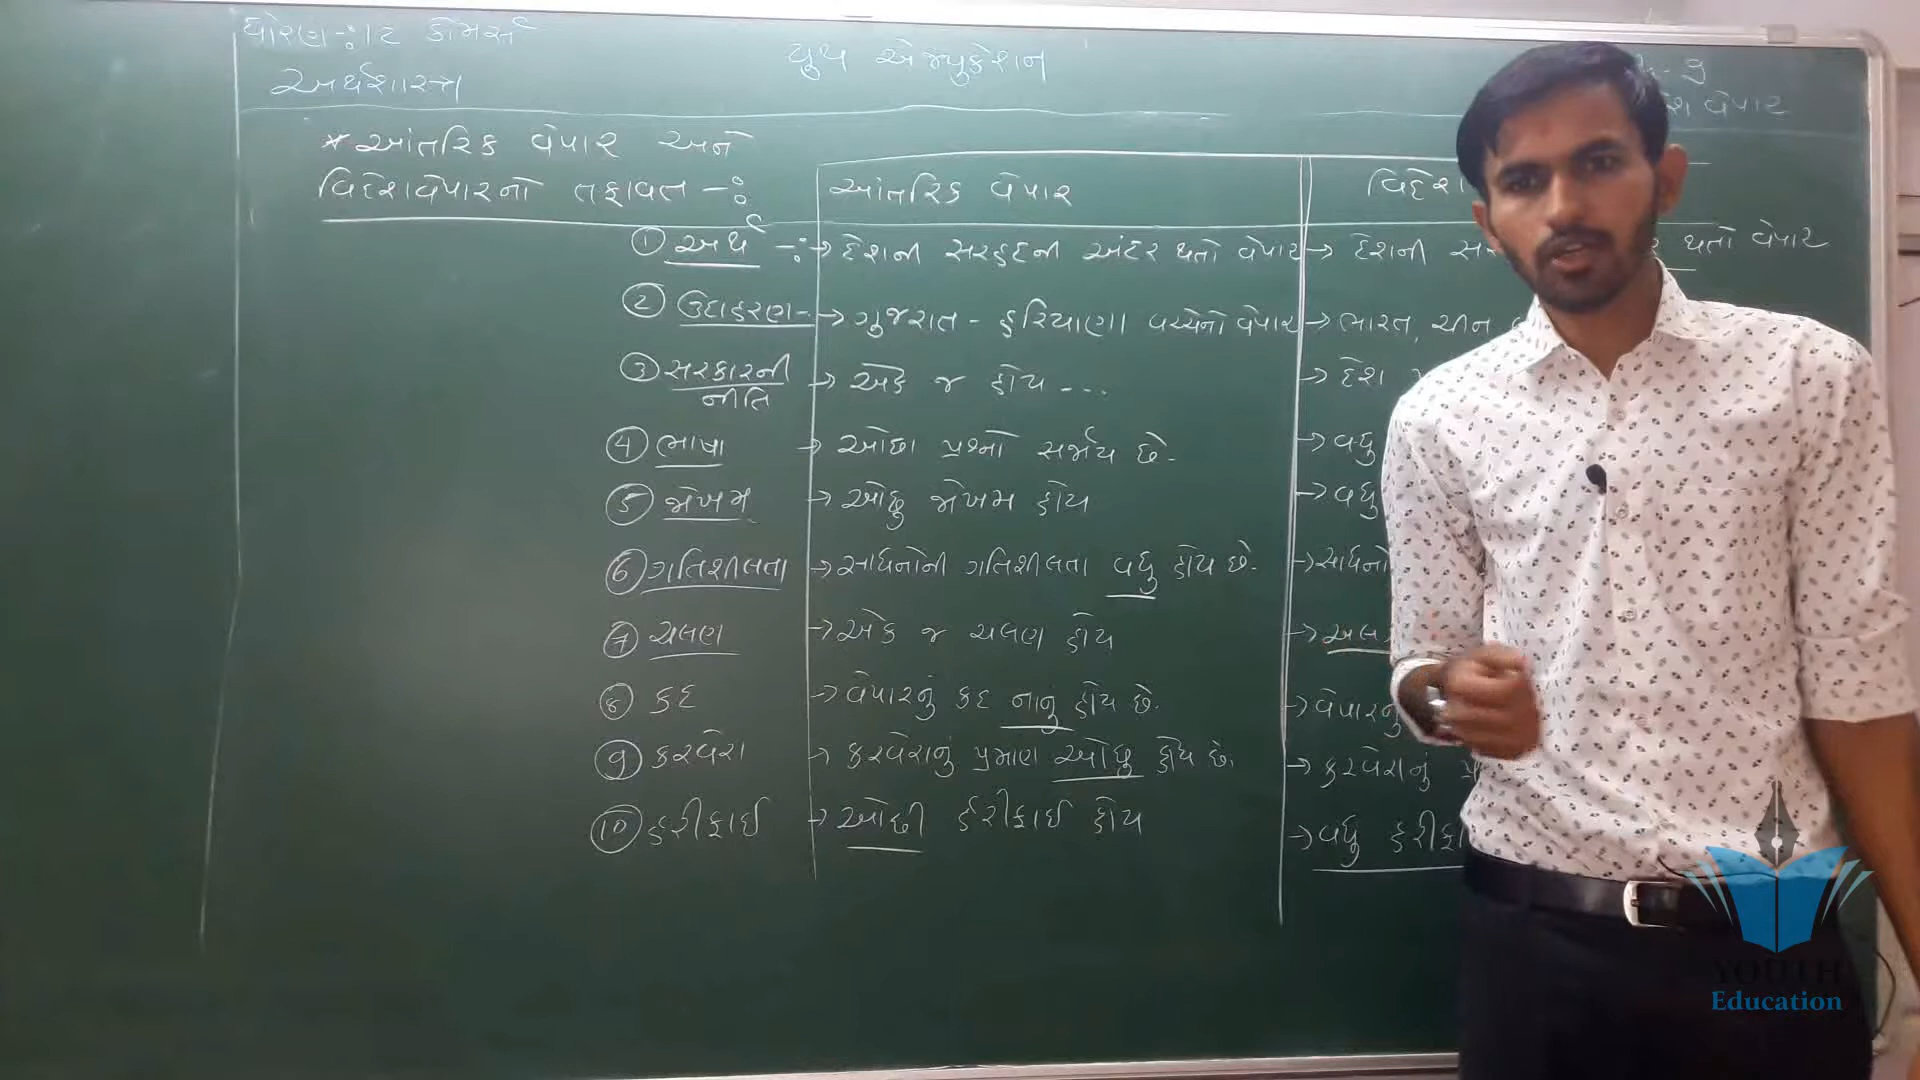 ધોરણ-:12 કોમર્સ
અર્થશાસ્ત્ર
યુથ એજ્યુકેશન
- 9
વેપાર
* આંતરિક વેપાર અને
વિદેશવેપારનો તફાવત -:
આંતરિક વેપાર
વિદેશ
① અર્થ -:
→ દેશની સરહદની અંદર થતો વેપાર
→ દેશની
થતો વેપાર
② ઉદાહરણ-
→ ગુજરાત - હરિયાણા વચ્ચેનો વેપાર
→ ભારત, ચીન
③ સરકારની
નીતિ
→ એક જ હોય ---
→ દેશ
④ ભાષા
→ ઓછા પ્રશ્નો સર્જાય છે.
→ વધુ
⑤ જોખમ
→ ઓછુ જોખમ હોય
→ વધુ
⑥ ગતિશીલતા
→ સાધનોની ગતિશીલતા વધુ હોય છે.
→ સાધનો
⑦ ચલણ
→ એક જ ચલણ હોય
→ અલ
⑧ કદ
→ વેપારનું કદ નાનું હોય છે.
→ વેપારનું
⑨ કરવેરા
→ કરવેરાનું પ્રમાણ ઓછુ હોય છે.
→ કરવેરાનું
⑩ હરીફાઈ
→ ઓછી હરીફાઈ હોય
→ વધુ હરીફા
YOUTH
Education